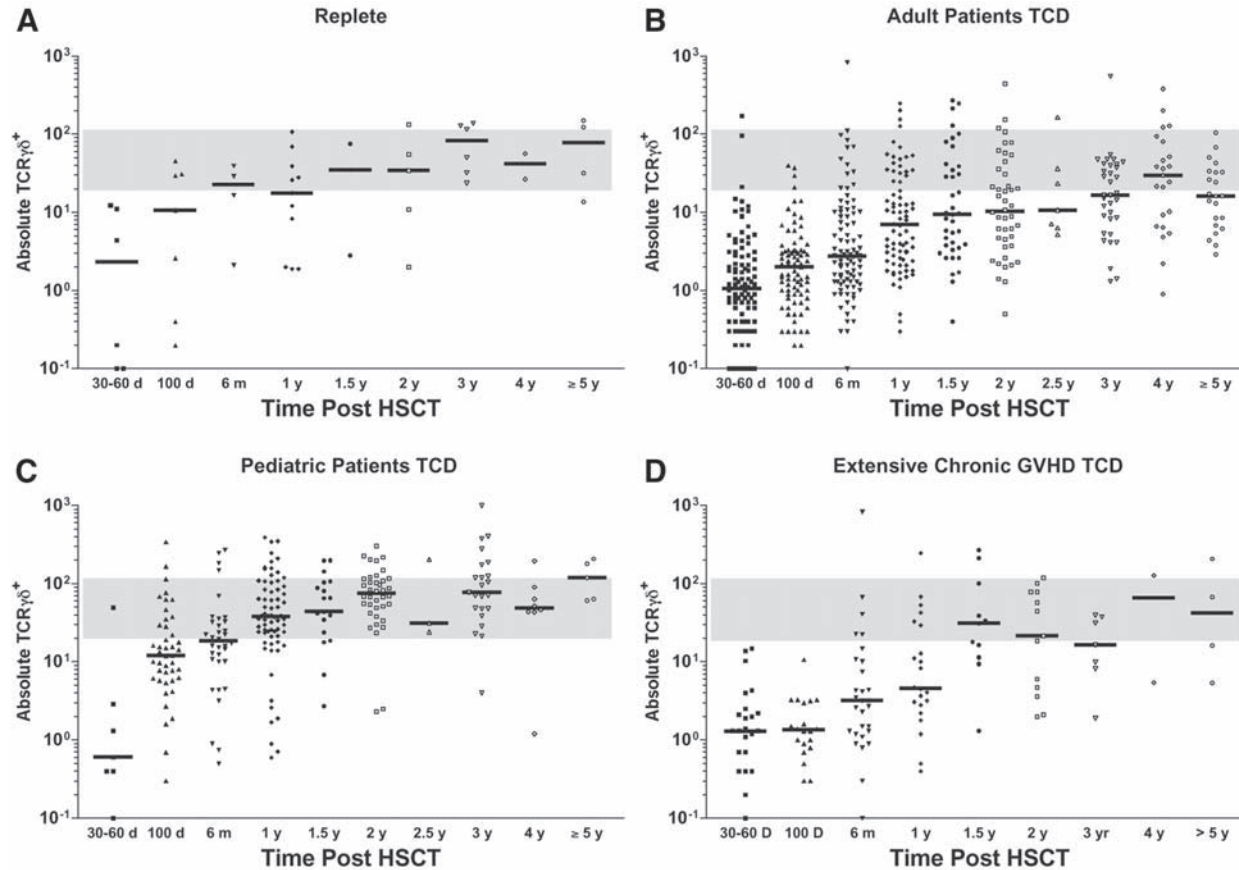 A
Replete
Absolute TCRγδ+
10³
10²
10¹
10⁰
10⁻¹
30-60 d 100 d 6 m 1 y 1.5 y 2 y 3 y 4 y ≥ 5 y
Time Post HSCT
B
Adult Patients TCD
Absolute TCRγδ+
10³
10²
10¹
10⁰
10⁻¹
30-60 d 100 d 6 m 1 y 1.5 y 2 y 2.5 y 3 y 4 y ≥ 5 y
Time Post HSCT
C
Pediatric Patients TCD
Absolute TCRγδ+
10³
10²
10¹
10⁰
10⁻¹
30-60 d 100 d 6 m 1 y 1.5 y 2 y 2.5 y 3 y 4 y ≥ 5 y
Time Post HSCT
D
Extensive Chronic GVHD TCD
Absolute TCRγδ+
10³
10²
10¹
10⁰
10⁻¹
30-60 D 100 D 6 m 1 y 1.5 y 2 y 3 yr 4 y > 5 y
Time Post HSCT